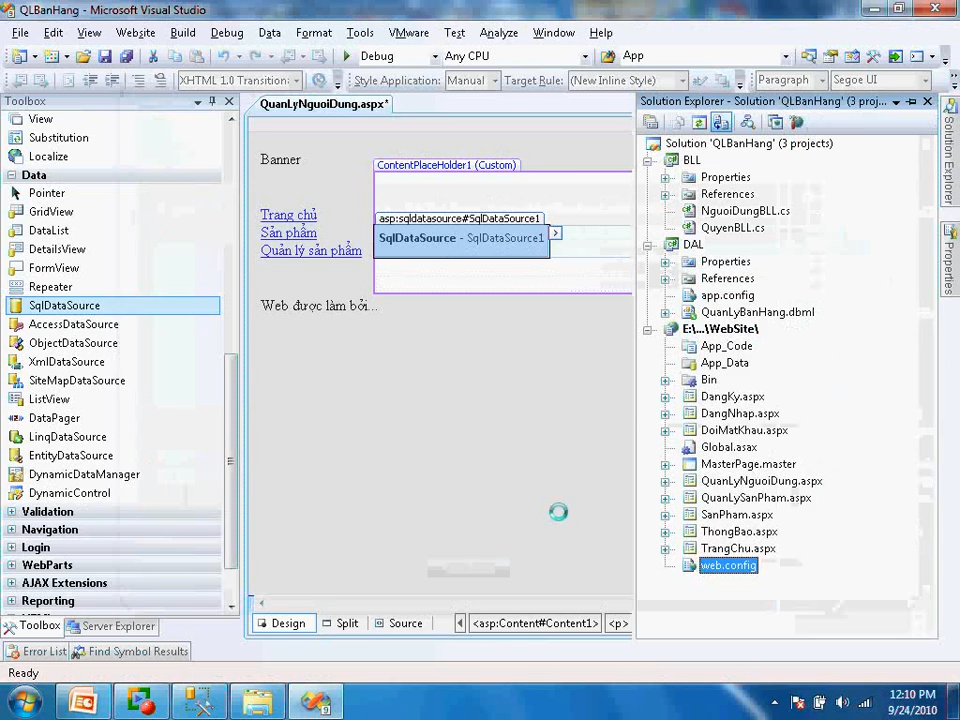 QLBanHang - Microsoft Visual Studio
File Edit View Website Build Debug Data Format Tools VMware Test Analyze Window Help
Debug Any CPU App
XHTML 1.0 Transition Style Application: Manual Target Rule: (New Inline Style) Paragraph Segoe UI
Toolbox
View
Substitution
Localize
Data
Pointer
GridView
DataList
DetailsView
FormView
Repeater
SqlDataSource
AccessDataSource
ObjectDataSource
XmlDataSource
SiteMapDataSource
ListView
DataPager
LinqDataSource
EntityDataSource
DynamicDataManager
DynamicControl
Validation
Navigation
Login
WebParts
AJAX Extensions
Reporting
Toolbox Server Explorer
QuanLyNguoiDung.aspx*
Banner
ContentPlaceHolder1 (Custom)
Trang chủ
Sản phẩm
Quản lý sản phẩm
asp:sqldatasource#SqlDataSource1
SqlDataSource - SqlDataSource1
Web được làm bởi...
Design Split Source <asp:Content#Content1> <p>
Solution Explorer - Solution 'QLBanHang' (3 proj...
Solution 'QLBanHang' (3 projects)
BLL
Properties
References
NguoiDungBLL.cs
QuyenBLL.cs
DAL
Properties
References
app.config
QuanLyBanHang.dbml
E:\...\WebSite\
App_Code
App_Data
Bin
DangKy.aspx
DangNhap.aspx
DoiMatKhau.aspx
Global.asax
MasterPage.master
QuanLyNguoiDung.aspx
QuanLySanPham.aspx
SanPham.aspx
ThongBao.aspx
TrangChu.aspx
web.config
Solution Explorer
Properties
Error List Find Symbol Results
Ready
12:10 PM
9/24/2010